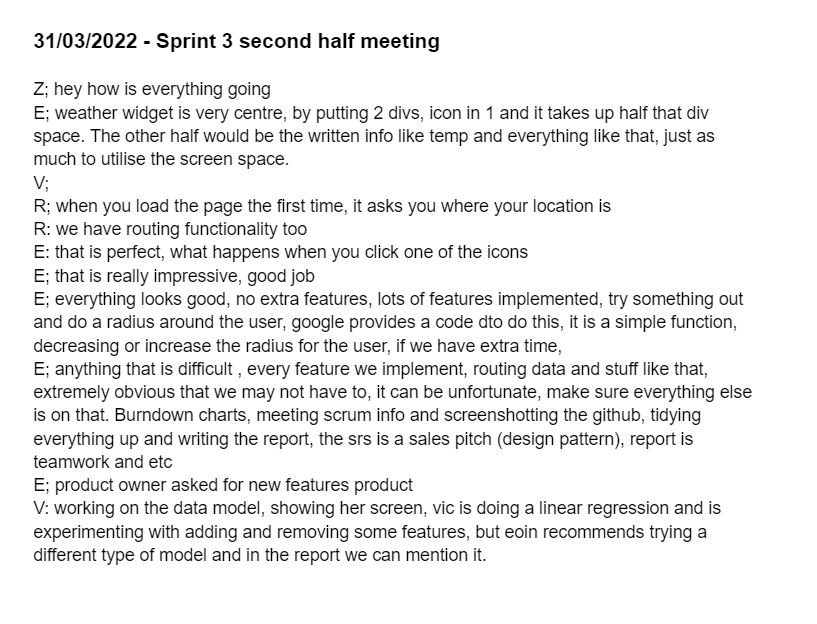 31/03/2022 - Sprint 3 second half meeting
Z; hey how is everything going
E; weather widget is very centre, by putting 2 divs, icon in 1 and it takes up half that div
space. The other half would be the written info like temp and everything like that, just as
much to utilise the screen space.
V;
R; when you load the page the first time, it asks you where your location is
R: we have routing functionality too
E: that is perfect, what happens when you click one of the icons
E; that is really impressive, good job
E; everything looks good, no extra features, lots of features implemented, try something out
and do a radius around the user, google provides a code dto do this, it is a simple function,
decreasing or increase the radius for the user, if we have extra time,
E; anything that is difficult , every feature we implement, routing data and stuff like that,
extremely obvious that we may not have to, it can be unfortunate, make sure everything else
is on that. Burndown charts, meeting scrum info and screenshotting the github, tidying
everything up and writing the report, the srs is a sales pitch (design pattern), report is
teamwork and etc
E; product owner asked for new features product
V: working on the data model, showing her screen, vic is doing a linear regression and is
experimenting with adding and removing some features, but eoin recommends trying a
different type of model and in the report we can mention it.